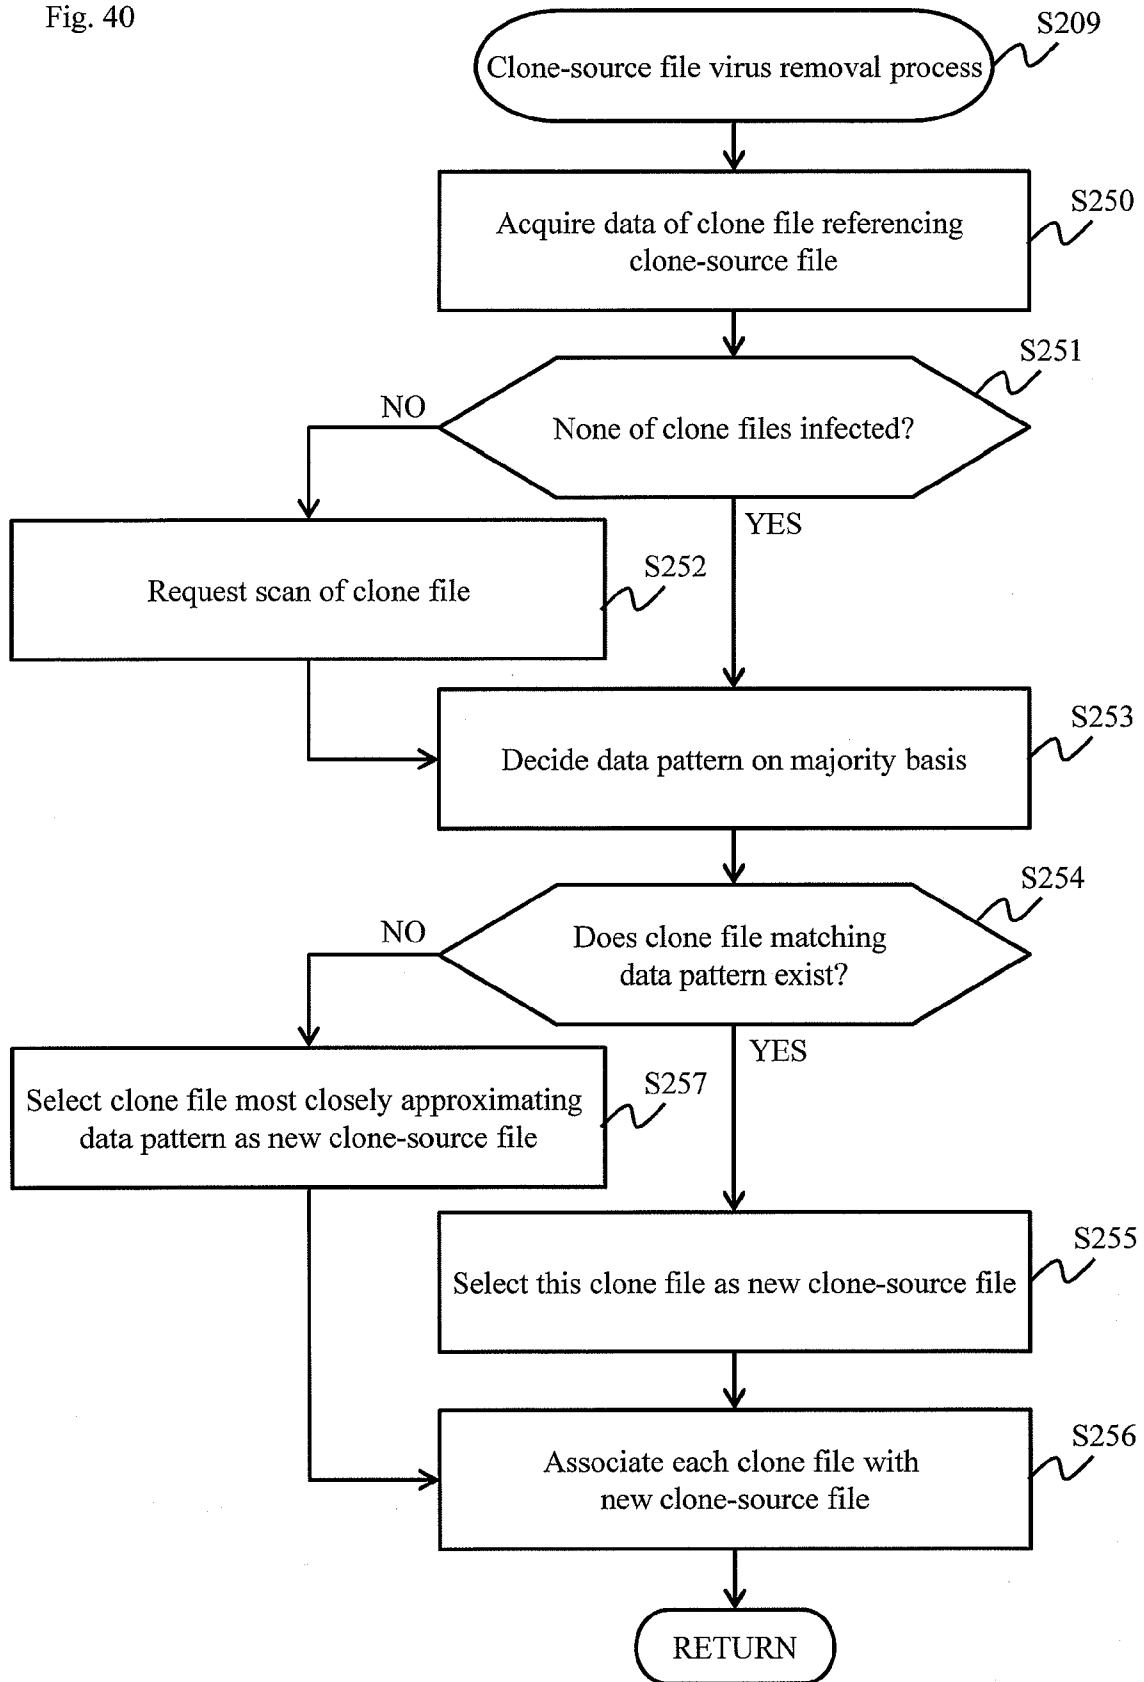 Fig. 40
S209
Clone-source file virus removal process
S250
Acquire data of clone file referencing
clone-source file
S251
NO
None of clone files infected?
YES
S252
Request scan of clone file
S253
Decide data pattern on majority basis
S254
NO
Does clone file matching
data pattern exist?
YES
S257
Select clone file most closely approximating
data pattern as new clone-source file
S255
Select this clone file as new clone-source file
S256
Associate each clone file with
new clone-source file
RETURN